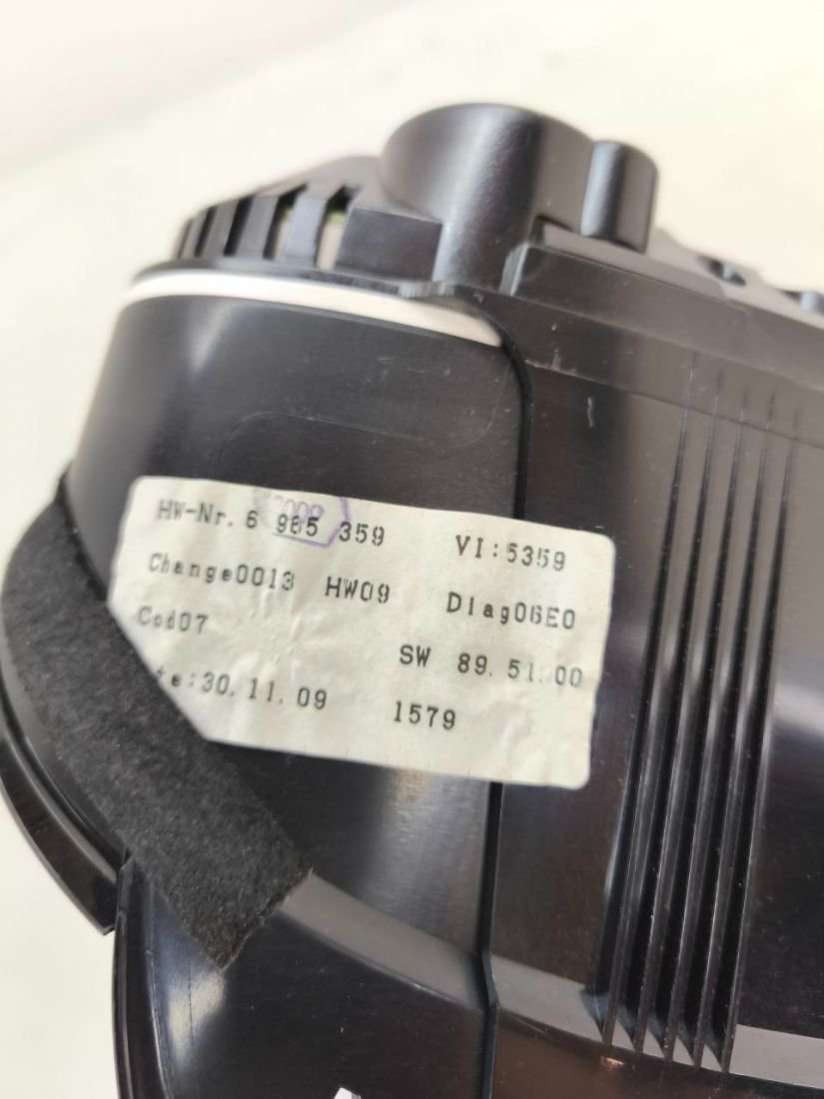 HW-Nr. 6 985 359 VI:5359
Change0013 HW09 Diag06E0
Cod07
SW 89.51.00
te:30.11.09 1579